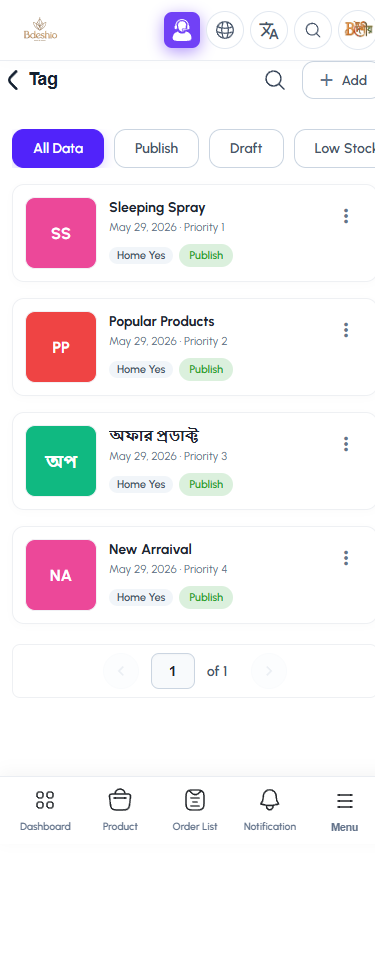 Bdeshio
Tag
Add
All Data
Publish
Draft
Low Stock
SS
Sleeping Spray
May 29, 2026 · Priority 1
Home Yes
Publish
PP
Popular Products
May 29, 2026 · Priority 2
Home Yes
Publish
অপ
অফার প্রডাক্ট
May 29, 2026 · Priority 3
Home Yes
Publish
NA
New Arraival
May 29, 2026 · Priority 4
Home Yes
Publish
1 of 1
Dashboard
Product
Order List
Notification
Menu